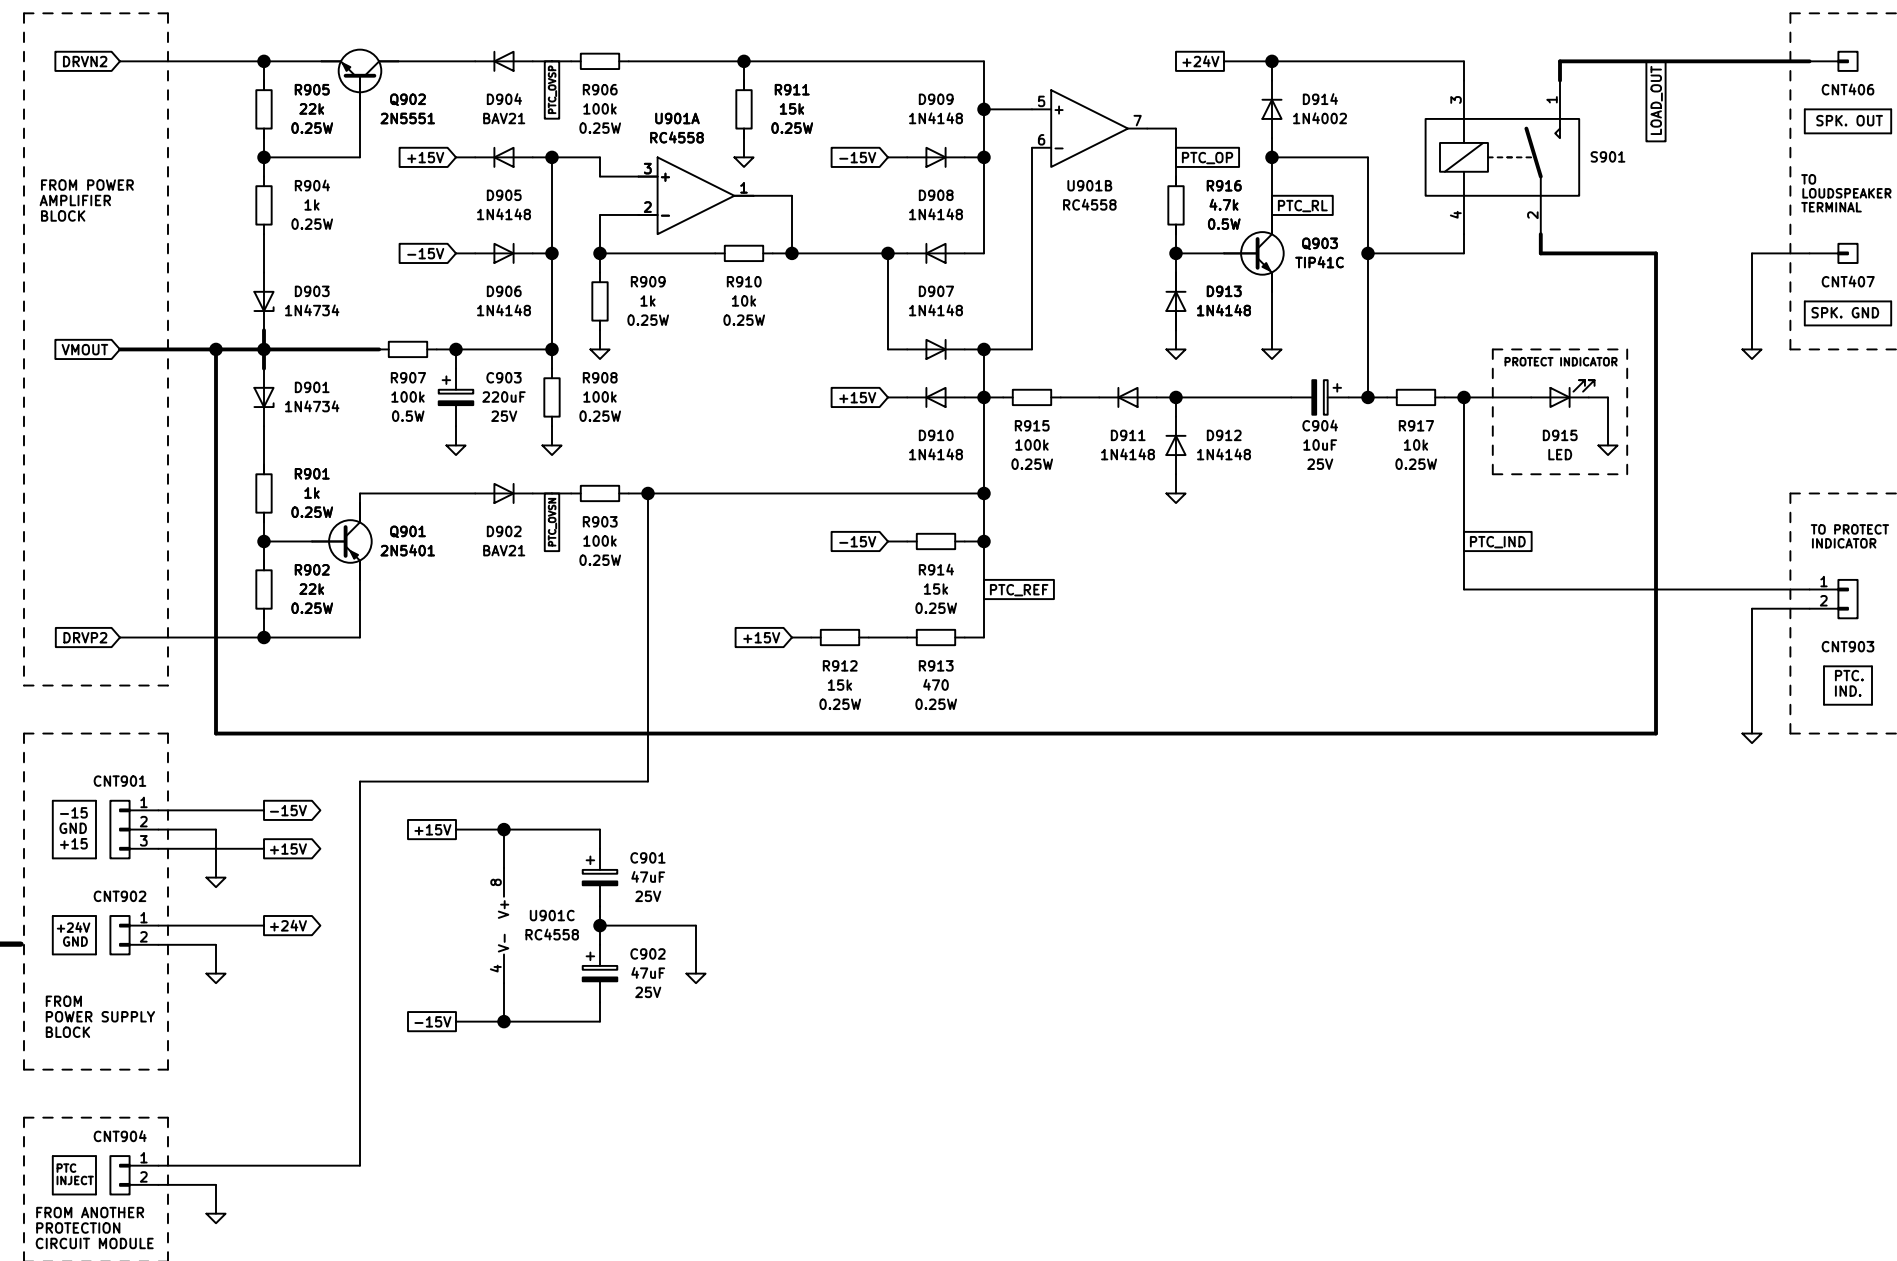 DRVN2
R905
22k
0.25W
Q902
2N5551
D904
BAV21
PTC_OVSP
R906
100k
0.25W
R911
15k
0.25W
D909
1N4148
5
+
6
−
7
U901B
RC4558
+24V
D914
1N4002
3
1
LOAD_OUT
S901
4
2
CNT406
SPK. OUT
FROM POWER
AMPLIFIER
BLOCK
R904
1k
0.25W
+15V
D905
1N4148
U901A
RC4558
3
+
2
−
1
-15V
D908
1N4148
PTC_OP
R916
4.7k
0.5W
PTC_RL
Q903
TIP41C
TO
LOUDSPEAKER
TERMINAL
D903
1N4734
-15V
D906
1N4148
R909
1k
0.25W
R910
10k
0.25W
D907
1N4148
D913
1N4148
CNT407
SPK. GND
VMOUT
D901
1N4734
R907
100k
0.5W
+
C903
220uF
25V
R908
100k
0.25W
+15V
D910
1N4148
R915
100k
0.25W
D911
1N4148
D912
1N4148
+
C904
10uF
25V
R917
10k
0.25W
PROTECT INDICATOR
D915
LED
R901
1k
0.25W
Q901
2N5401
D902
BAV21
PTC_OVSN
R903
100k
0.25W
R902
22k
0.25W
-15V
R914
15k
0.25W
PTC_REF
PTC_IND
TO PROTECT
INDICATOR
1
2
CNT903
PTC.
IND.
DRVP2
+15V
R912
15k
0.25W
R913
470
0.25W
CNT901
-15
GND
+15
1
2
3
-15V
+15V
CNT902
+24V
GND
1
2
+24V
FROM
POWER SUPPLY
BLOCK
+15V
8
V+
U901C
RC4558
V-
4
+
C901
47uF
25V
+
C902
47uF
25V
-15V
CNT904
PTC
INJECT
1
2
FROM ANOTHER
PROTECTION
CIRCUIT MODULE